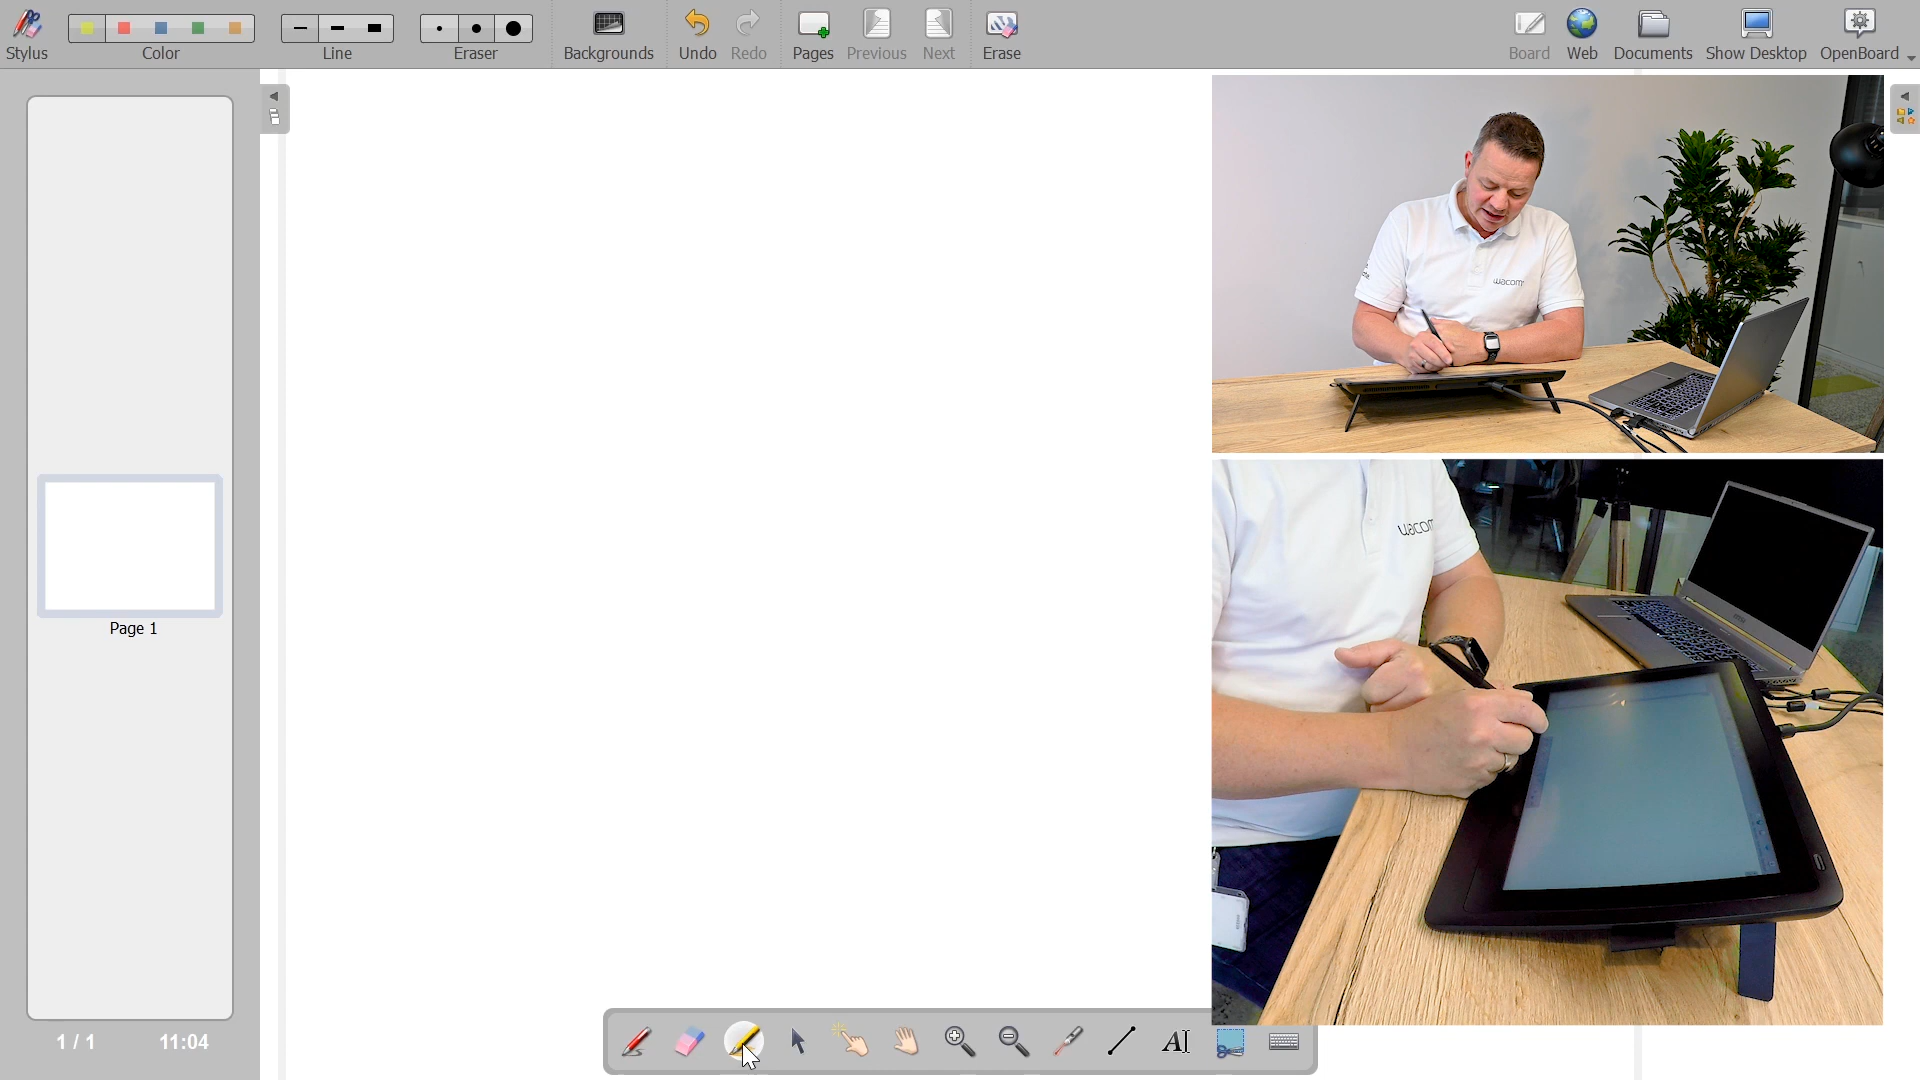 Stylus
Color
Line
Eraser
Backgrounds
Undo
Redo
Pages
Previous
Next
Erase
Board
Web
Documents
Show Desktop
OpenBoard
wacom
wacom
Page 1
1 / 1
11:04
AI